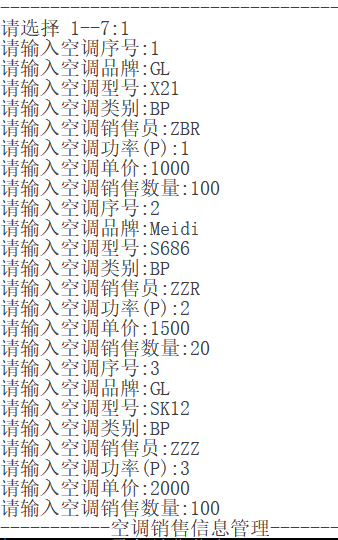 ----------------------------------
请选择 1--7:1
请输入空调序号:1
请输入空调品牌:GL
请输入空调型号:X21
请输入空调类别:BP
请输入空调销售员:ZBR
请输入空调功率(P):1
请输入空调单价:1000
请输入空调销售数量:100
请输入空调序号:2
请输入空调品牌:Meidi
请输入空调型号:S686
请输入空调类别:BP
请输入空调销售员:ZZR
请输入空调功率(P):2
请输入空调单价:1500
请输入空调销售数量:20
请输入空调序号:3
请输入空调品牌:GL
请输入空调型号:SK12
请输入空调类别:BP
请输入空调销售员:ZZZ
请输入空调功率(P):3
请输入空调单价:2000
请输入空调销售数量:100
-----------空调销售信息管理-------